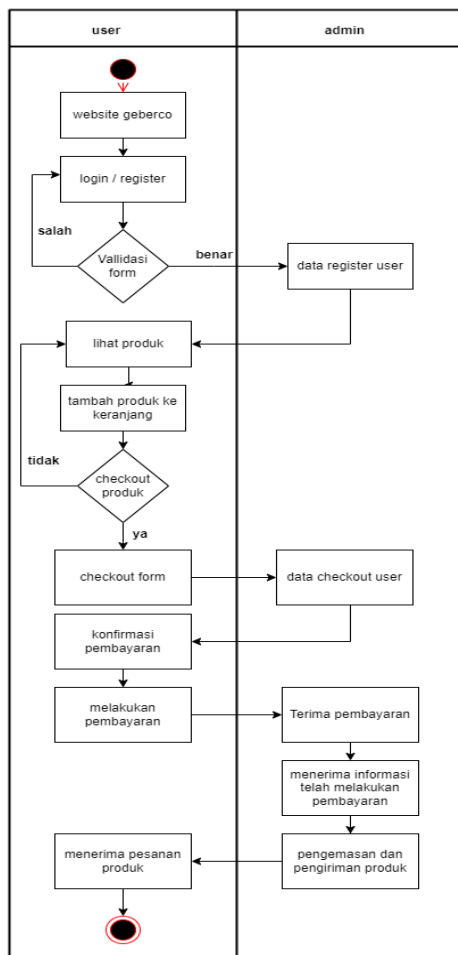 user
admin
website geberco
login / register
salah
Vallidasi
form
benar
data register user
lihat produk
tambah produk ke
keranjang
tidak
checkout
produk
ya
checkout form
data checkout user
konfirmasi
pembayaran
melakukan
pembayaran
Terima pembayaran
menerima informasi
telah melakukan
pembayaran
menerima pesanan
produk
pengemasan dan
pengiriman produk